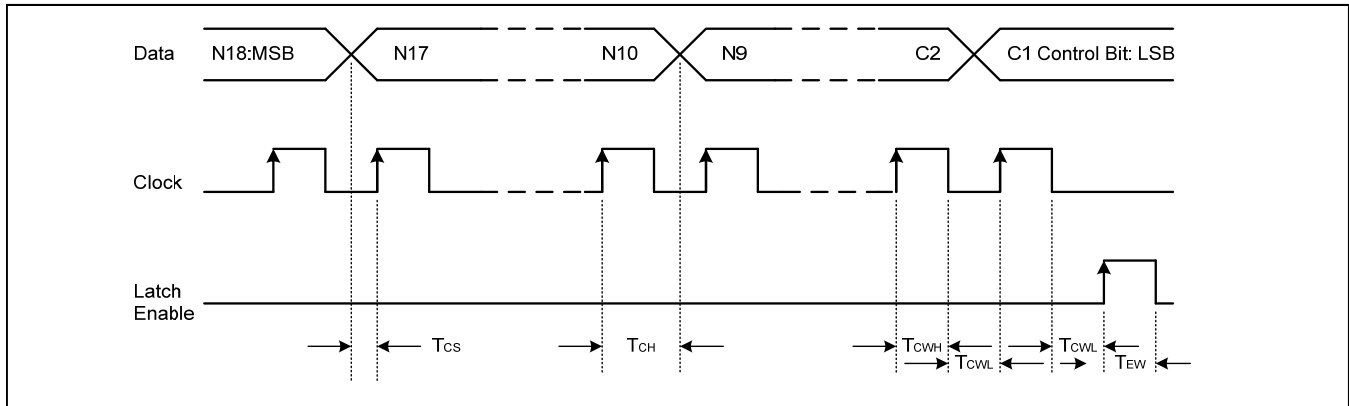 Data N18:MSB N17 N10 N9 C2 C1 Control Bit: LSB
Clock
Latch
Enable
TCS TCH TCWH TCWL
TCWL TEW